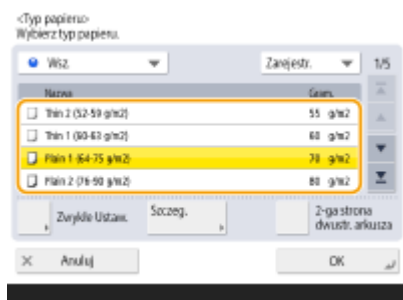 <Typ papieru>
Wybierz typ papieru.
Wsz. Zarejestr. 1/5
Nazwa Gram.
Thin 2 (52-59 g/m2) 55 g/m2
Thin 1 (60-63 g/m2) 60 g/m2
Plain 1 (64-75 g/m2) 70 g/m2
Plain 2 (76-90 g/m2) 80 g/m2
Zwykłe Ustaw. Szczeg. 2-ga strona
dwustr. arkusza
Anuluj OK